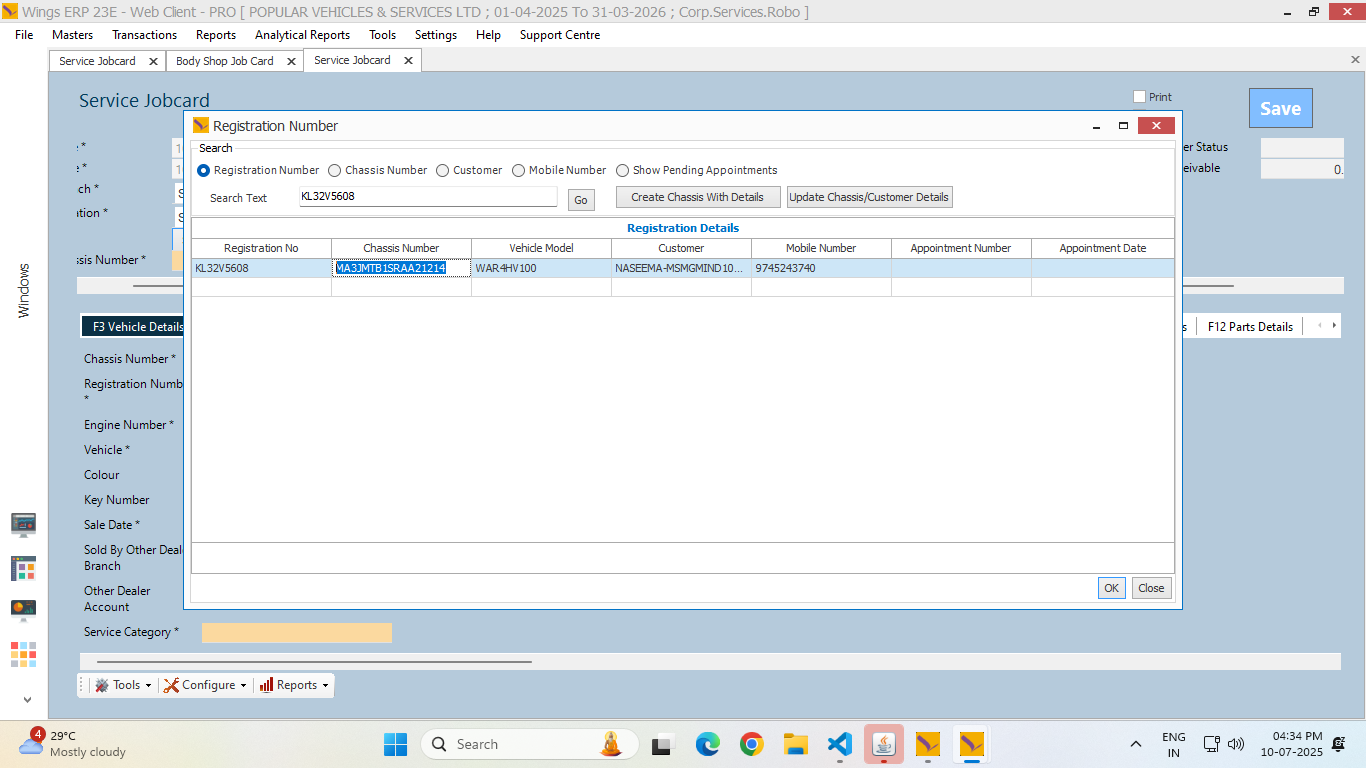 Wings ERP 23E - Web Client - PRO [ POPULAR VEHICLES & SERVICES LTD ; 01-04-2025 To 31-03-2026 ; Corp.Services.Robo ]
File Masters Transactions Reports Analytical Reports Tools Settings Help Support Centre
Service Jobcard Body Shop Job Card Service Jobcard
Service Jobcard
Print
Save
Registration Number
Search
Registration Number Chassis Number Customer Mobile Number Show Pending Appointments
Search Text KL32V5608 Go Create Chassis With Details Update Chassis/Customer Details
Registration Details
Registration No Chassis Number Vehicle Model Customer Mobile Number Appointment Number Appointment Date
KL32V5608 MA3JMTB1SRAA21214 WAR4HV100 NASEEMA-MSMGMIND10... 9745243740
OK Close
er Status
eivable 0.
ch *
ation *
ssis Number *
Windows
F3 Vehicle Details
s F12 Parts Details
Chassis Number *
Registration Numb
*
Engine Number *
Vehicle *
Colour
Key Number
Sale Date *
Sold By Other Deal
Branch
Other Dealer
Account
Service Category *
Tools Configure Reports
4
29°C
Mostly cloudy
Search
ENG
IN
04:34 PM
10-07-2025